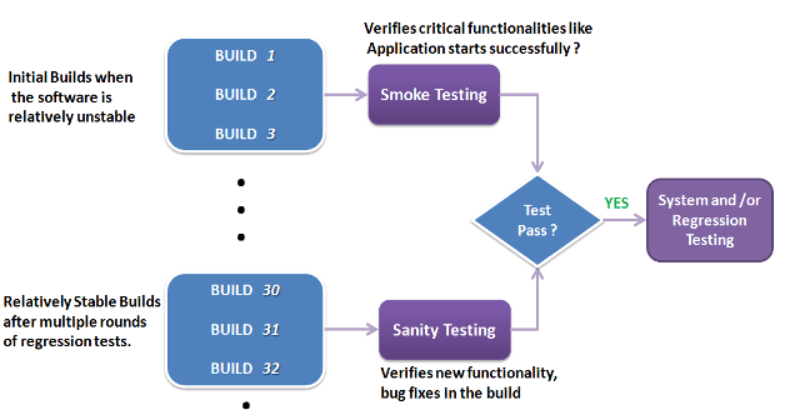 Verifies critical functionalities like
Application starts successfully ?
Initial Builds when
the software is
relatively unstable
BUILD 1
BUILD 2
BUILD 3
Smoke Testing
Test
Pass ?
YES
System and /or
Regression
Testing
Relatively Stable Builds
after multiple rounds
of regression tests.
BUILD 30
BUILD 31
BUILD 32
Sanity Testing
Verifies new functionality,
bug fixes in the build